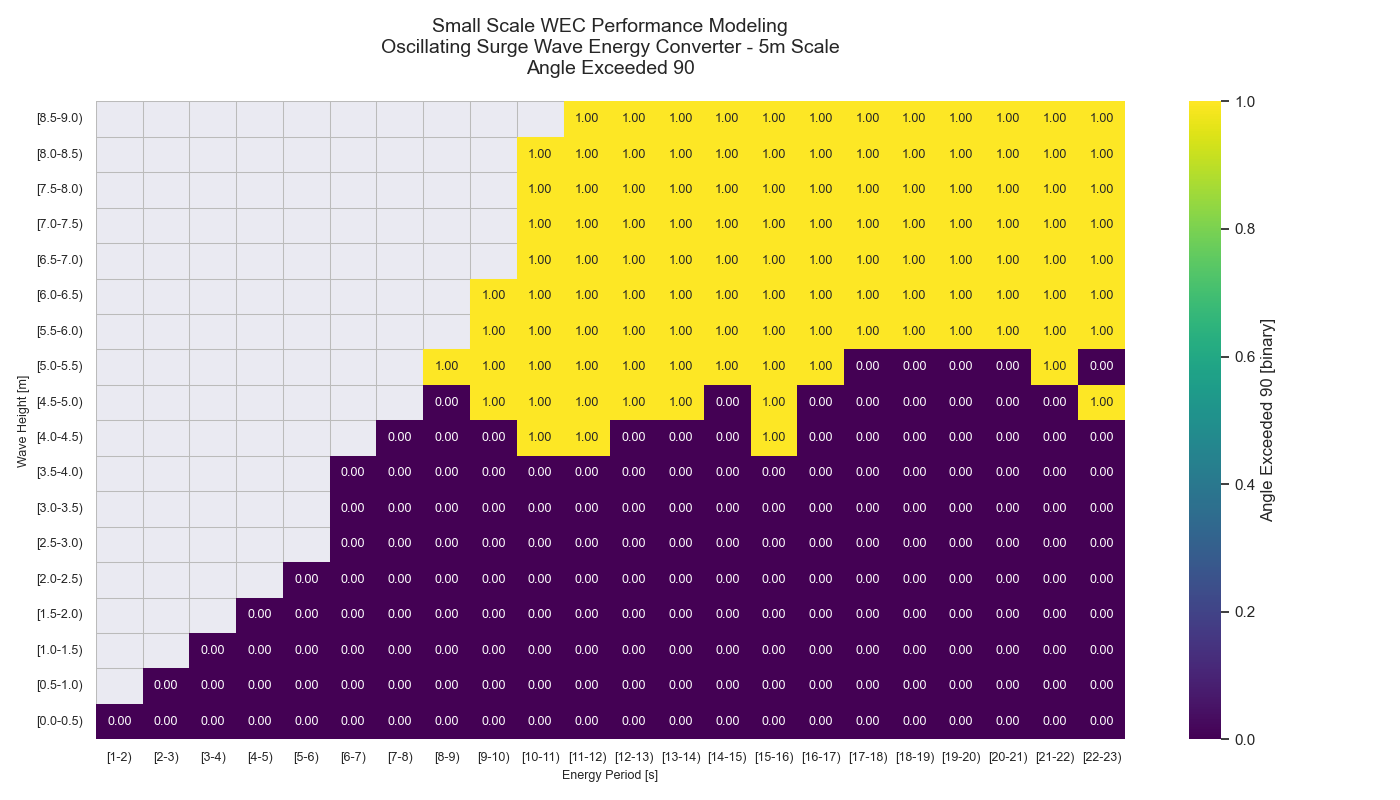 Small Scale WEC Performance Modeling
Oscillating Surge Wave Energy Converter - 5m Scale
Angle Exceeded 90
[8.5-9.0) 1.00 1.00 1.00 1.00 1.00 1.00 1.00 1.00 1.00 1.00 1.00 1.00
[8.0-8.5) 1.00 1.00 1.00 1.00 1.00 1.00 1.00 1.00 1.00 1.00 1.00 1.00 1.00
[7.5-8.0) 1.00 1.00 1.00 1.00 1.00 1.00 1.00 1.00 1.00 1.00 1.00 1.00 1.00
[7.0-7.5) 1.00 1.00 1.00 1.00 1.00 1.00 1.00 1.00 1.00 1.00 1.00 1.00 1.00
[6.5-7.0) 1.00 1.00 1.00 1.00 1.00 1.00 1.00 1.00 1.00 1.00 1.00 1.00 1.00
[6.0-6.5) 1.00 1.00 1.00 1.00 1.00 1.00 1.00 1.00 1.00 1.00 1.00 1.00 1.00 1.00
[5.5-6.0) 1.00 1.00 1.00 1.00 1.00 1.00 1.00 1.00 1.00 1.00 1.00 1.00 1.00 1.00
[5.0-5.5) 1.00 1.00 1.00 1.00 1.00 1.00 1.00 1.00 1.00 0.00 0.00 0.00 0.00 1.00 0.00
[4.5-5.0) 0.00 1.00 1.00 1.00 1.00 1.00 0.00 1.00 0.00 0.00 0.00 0.00 0.00 0.00 1.00
[4.0-4.5) 0.00 0.00 0.00 1.00 1.00 0.00 0.00 0.00 1.00 0.00 0.00 0.00 0.00 0.00 0.00 0.00
[3.5-4.0) 0.00 0.00 0.00 0.00 0.00 0.00 0.00 0.00 0.00 0.00 0.00 0.00 0.00 0.00 0.00 0.00 0.00
[3.0-3.5) 0.00 0.00 0.00 0.00 0.00 0.00 0.00 0.00 0.00 0.00 0.00 0.00 0.00 0.00 0.00 0.00 0.00
[2.5-3.0) 0.00 0.00 0.00 0.00 0.00 0.00 0.00 0.00 0.00 0.00 0.00 0.00 0.00 0.00 0.00 0.00 0.00
[2.0-2.5) 0.00 0.00 0.00 0.00 0.00 0.00 0.00 0.00 0.00 0.00 0.00 0.00 0.00 0.00 0.00 0.00 0.00 0.00
[1.5-2.0) 0.00 0.00 0.00 0.00 0.00 0.00 0.00 0.00 0.00 0.00 0.00 0.00 0.00 0.00 0.00 0.00 0.00 0.00 0.00
[1.0-1.5) 0.00 0.00 0.00 0.00 0.00 0.00 0.00 0.00 0.00 0.00 0.00 0.00 0.00 0.00 0.00 0.00 0.00 0.00 0.00 0.00
[0.5-1.0) 0.00 0.00 0.00 0.00 0.00 0.00 0.00 0.00 0.00 0.00 0.00 0.00 0.00 0.00 0.00 0.00 0.00 0.00 0.00 0.00 0.00
[0.0-0.5) 0.00 0.00 0.00 0.00 0.00 0.00 0.00 0.00 0.00 0.00 0.00 0.00 0.00 0.00 0.00 0.00 0.00 0.00 0.00 0.00 0.00 0.00
[1-2) [2-3) [3-4) [4-5) [5-6) [6-7) [7-8) [8-9) [9-10) [10-11) [11-12) [12-13) [13-14) [14-15) [15-16) [16-17) [17-18) [18-19) [19-20) [20-21) [21-22) [22-23)
Energy Period [s]
Wave Height [m]
1.0
0.8
0.6
0.4
0.2
0.0
Angle Exceeded 90 [binary]